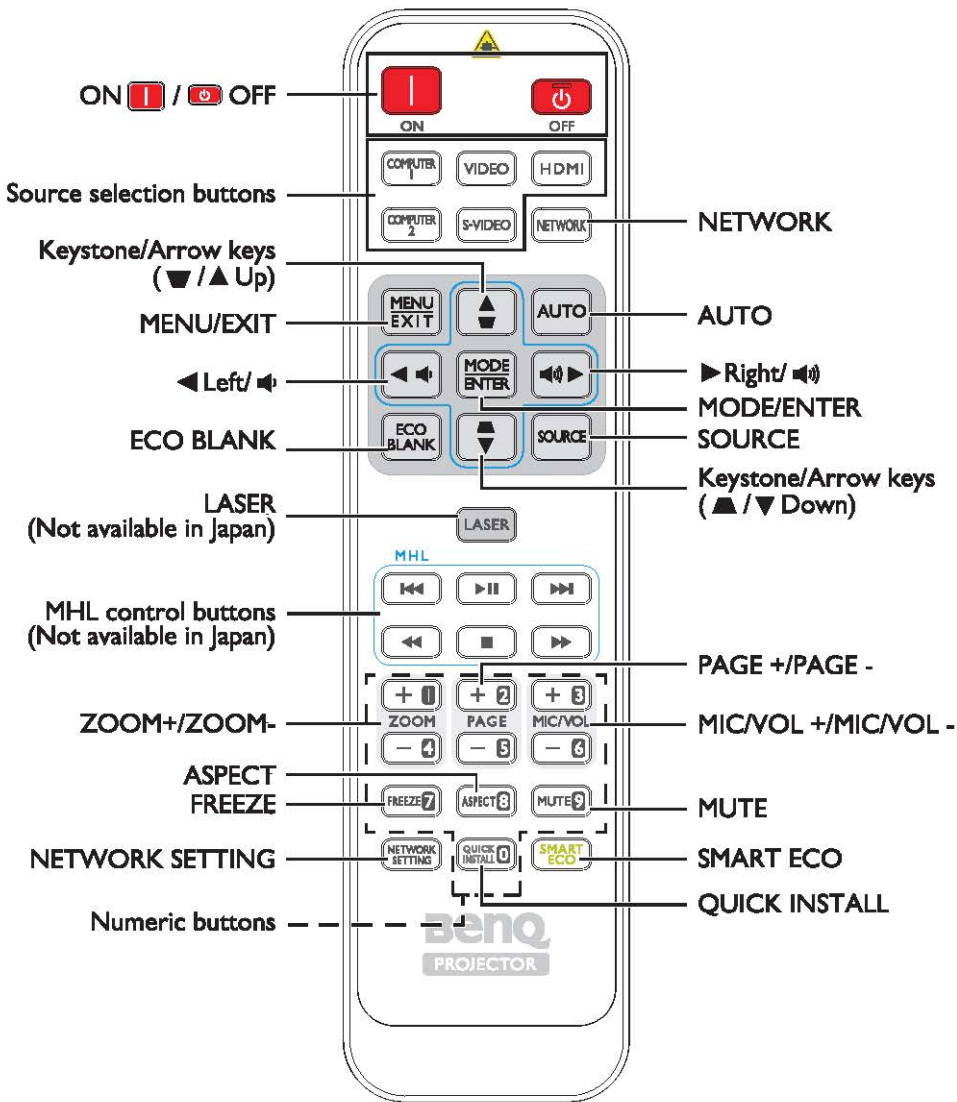 ON / OFF
ON
OFF
COMPUTER 1
VIDEO
HDMI
Source selection buttons
COMPUTER 2
S-VIDEO
NETWORK
NETWORK
Keystone/Arrow keys
( / ▲ Up)
MENU
EXIT
AUTO
MENU/EXIT
AUTO
◀ Left/
MODE
ENTER
▶ Right/
MODE/ENTER
ECO BLANK
ECO
BLANK
SOURCE
SOURCE
Keystone/Arrow keys
( / ▼ Down)
LASER
(Not available in Japan)
LASER
MHL
MHL control buttons
(Not available in Japan)
PAGE +/PAGE -
+ 1
+ 2
+ 3
ZOOM+/ZOOM-
ZOOM
PAGE
MIC/VOL
MIC/VOL +/MIC/VOL -
- 4
- 5
- 6
ASPECT
FREEZE
FREEZE 7
ASPECT 8
MUTE 9
MUTE
NETWORK SETTING
NETWORK
SETTING
QUICK
INSTALL 0
SMART
ECO
SMART ECO
QUICK INSTALL
Numeric buttons
BenQ
PROJECTOR